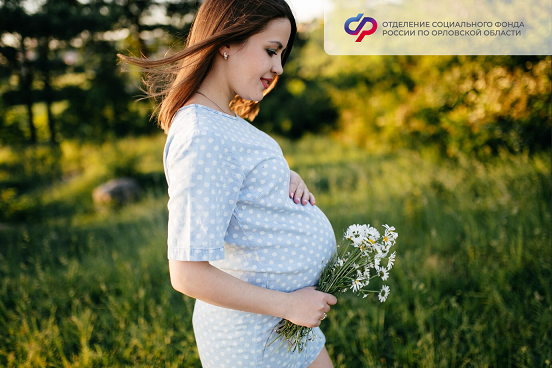 ОТДЕЛЕНИЕ СОЦИАЛЬНОГО ФОНДА
РОССИИ ПО ОРЛОВСКОЙ ОБЛАСТИ